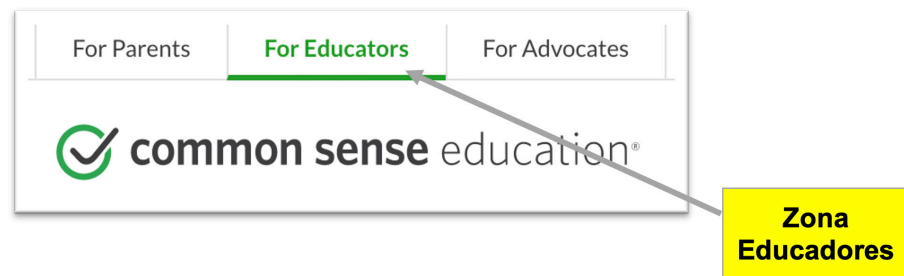 For Parents For Educators For Advocates
common sense education®
Zona
Educadores